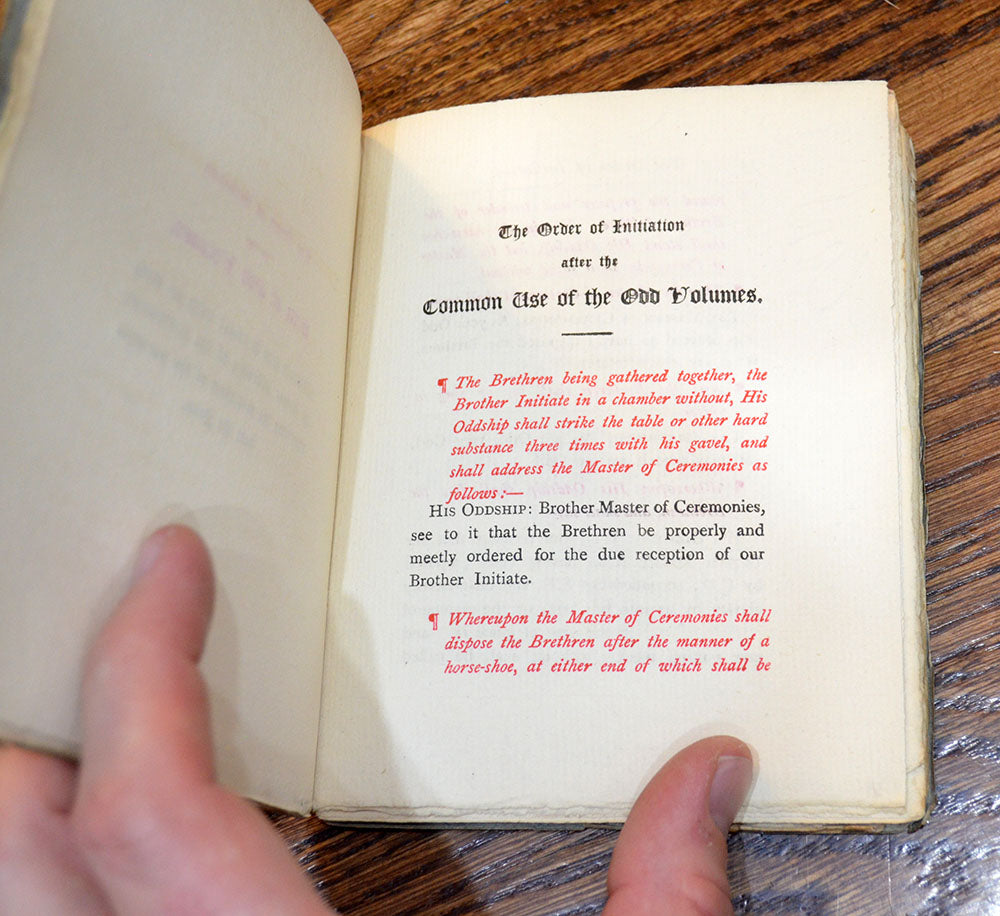 The Order of Initiation
after the
Common Use of the Odd Volumes.
¶ The Brethren being gathered together, the
Brother Initiate in a chamber without, His
Oddship shall strike the table or other hard
substance three times with his gavel, and
shall address the Master of Ceremonies as
follows:—
HIS ODDSHIP: Brother Master of Ceremonies,
see to it that the Brethren be properly and
meetly ordered for the due reception of our
Brother Initiate.
¶ Whereupon the Master of Ceremonies shall
dispose the Brethren after the manner of a
horse-shoe, at either end of which shall be